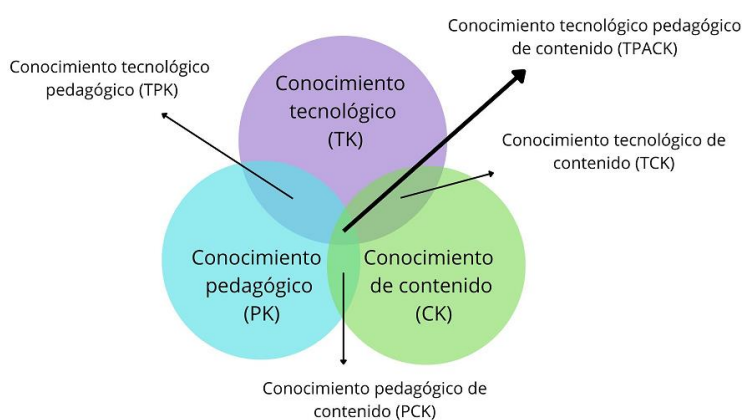 Conocimiento tecnológico pedagógico
de contenido (TPACK)
Conocimiento tecnológico
pedagógico (TPK)
Conocimiento
tecnológico
(TK)
Conocimiento tecnológico de
contenido (TCK)
Conocimiento
pedagógico
(PK)
Conocimiento
de contenido
(CK)
Conocimiento pedagógico de
contenido (PCK)